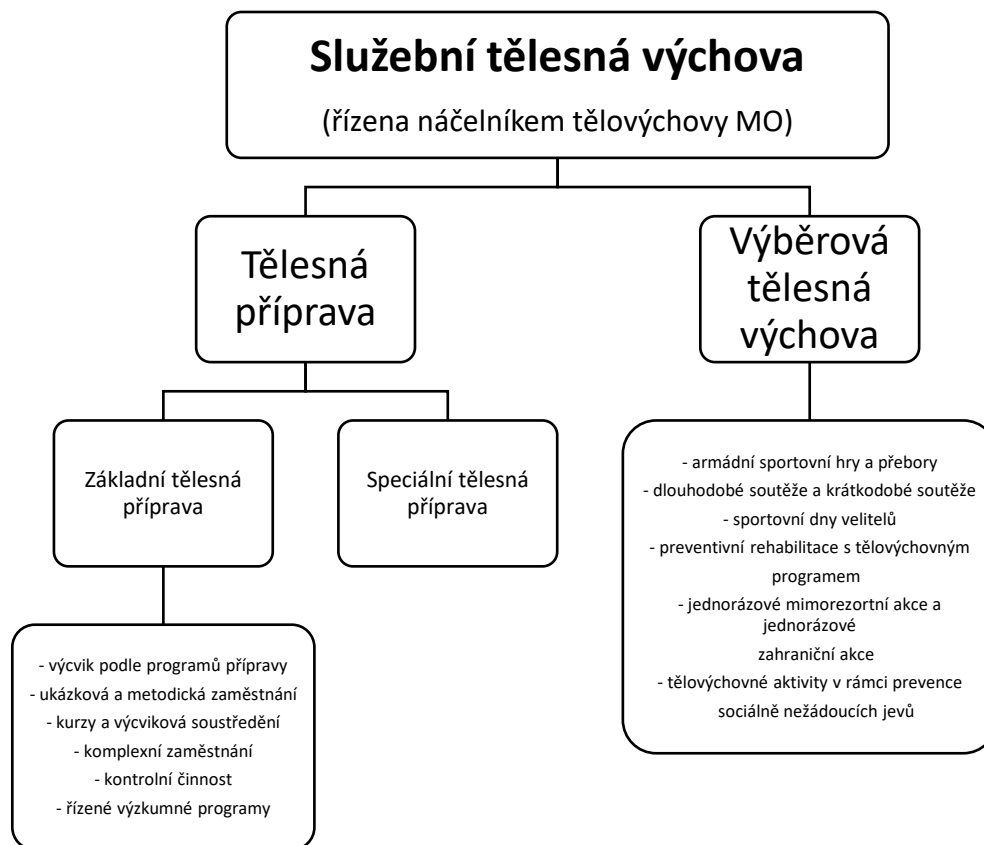 Služební tělesná výchova
(řízena náčelníkem tělovýchovy MO)
Tělesná
příprava
Výběrová
tělesná
výchova
Základní tělesná
příprava
Speciální tělesná
příprava
- výcvik podle programů přípravy
- ukázková a metodická zaměstnání
- kurzy a výcviková soustředění
- komplexní zaměstnání
- kontrolní činnost
- řízené výzkumné programy
- armádní sportovní hry a přebory
- dlouhodobé soutěže a krátkodobé soutěže
- sportovní dny velitelů
- preventivní rehabilitace s tělovýchovným
programem
- jednorázové mimorezortní akce a
jednorázové
zahraniční akce
- tělovýchovné aktivity v rámci prevence
sociálně nežádoucích jevů